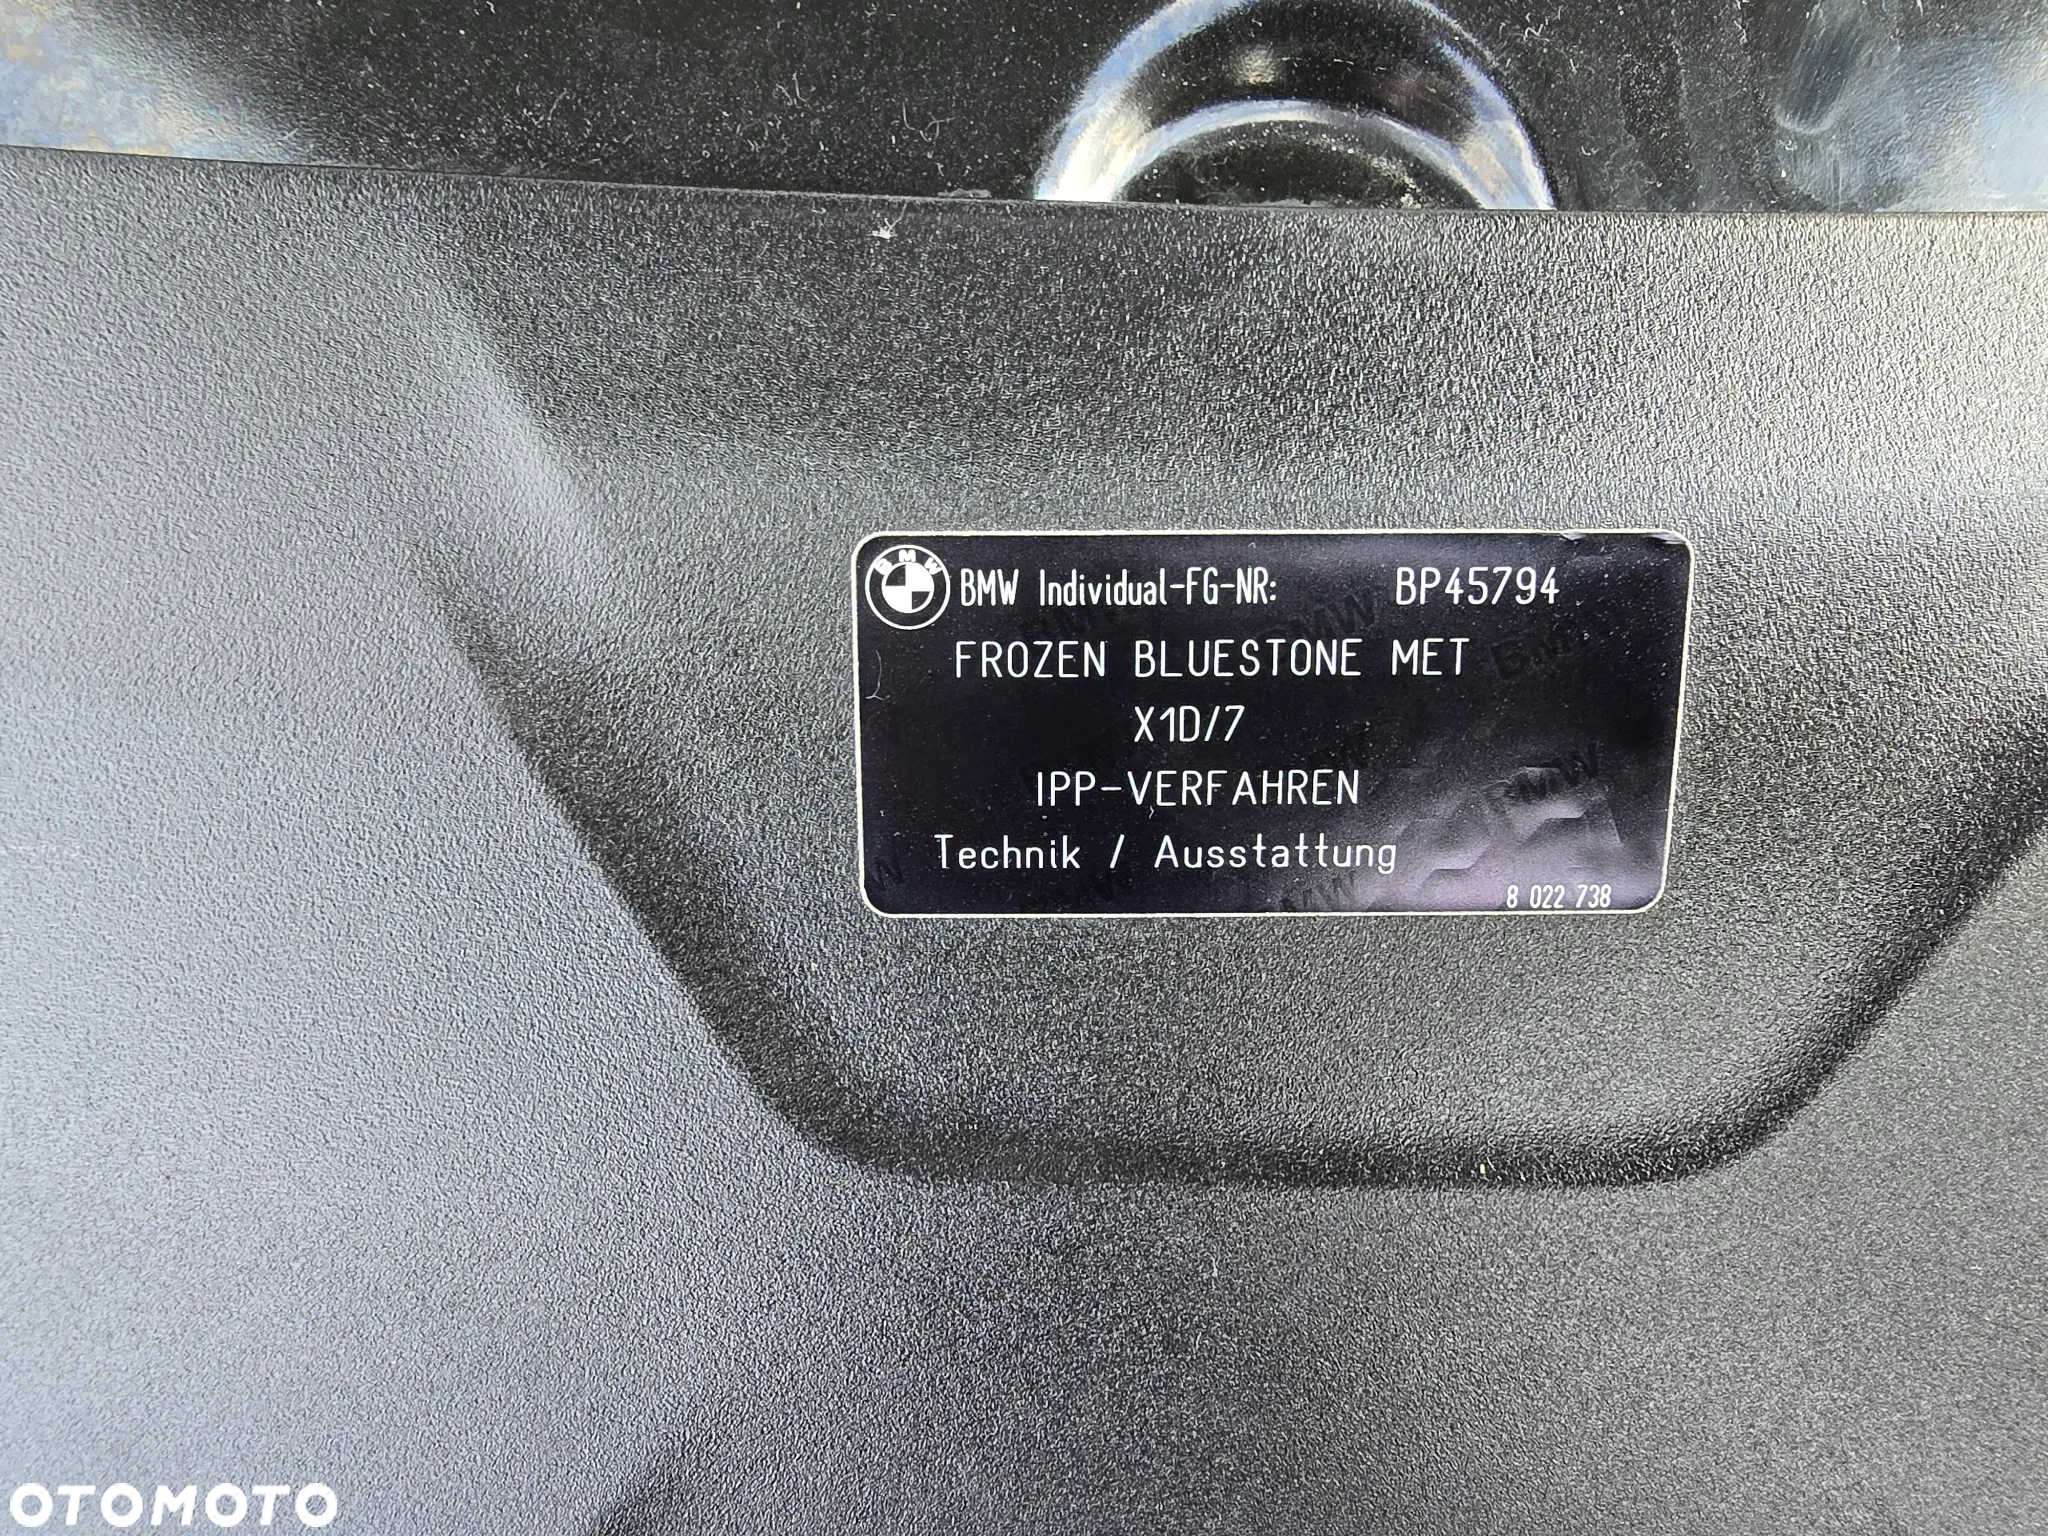 BMW
BMW Individual-FG-NR: BP45794
FROZEN BLUESTONE MET
X1D/7
IPP-VERFAHREN
Technik / Ausstattung
8 022 738
OTOMOTO